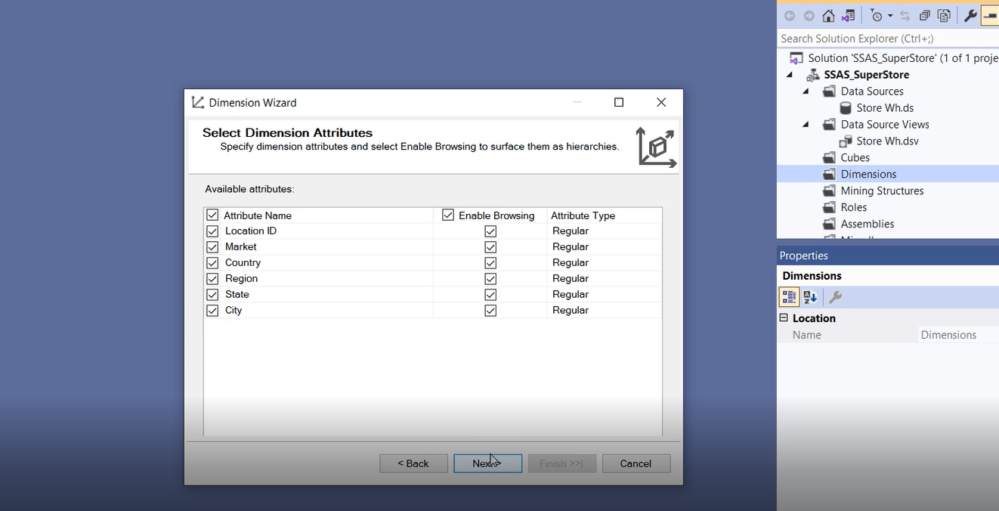 Dimension Wizard
Select Dimension Attributes
Specify dimension attributes and select Enable Browsing to surface them as hierarchies.
Available attributes:
Attribute Name Enable Browsing Attribute Type
Location ID Regular
Market Regular
Country Regular
Region Regular
State Regular
City Regular
< Back Next > Finish >>| Cancel
Search Solution Explorer (Ctrl+;)
Solution 'SSAS_SuperStore' (1 of 1 proje
SSAS_SuperStore
Data Sources
Store Wh.ds
Data Source Views
Store Wh.dsv
Cubes
Dimensions
Mining Structures
Roles
Assemblies
Properties
Dimensions
Location
Name Dimensions